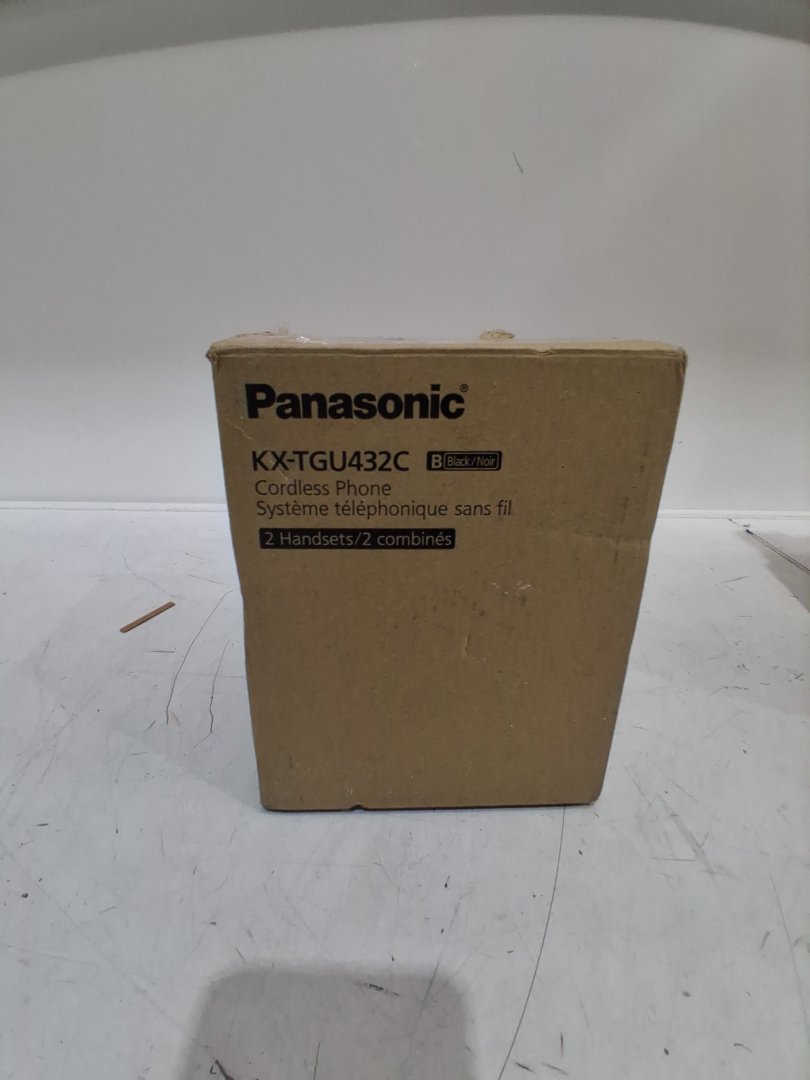 Panasonic®
KX-TGU432C B Black/Noir
Cordless Phone
Système téléphonique sans fil
2 Handsets/2 combinés